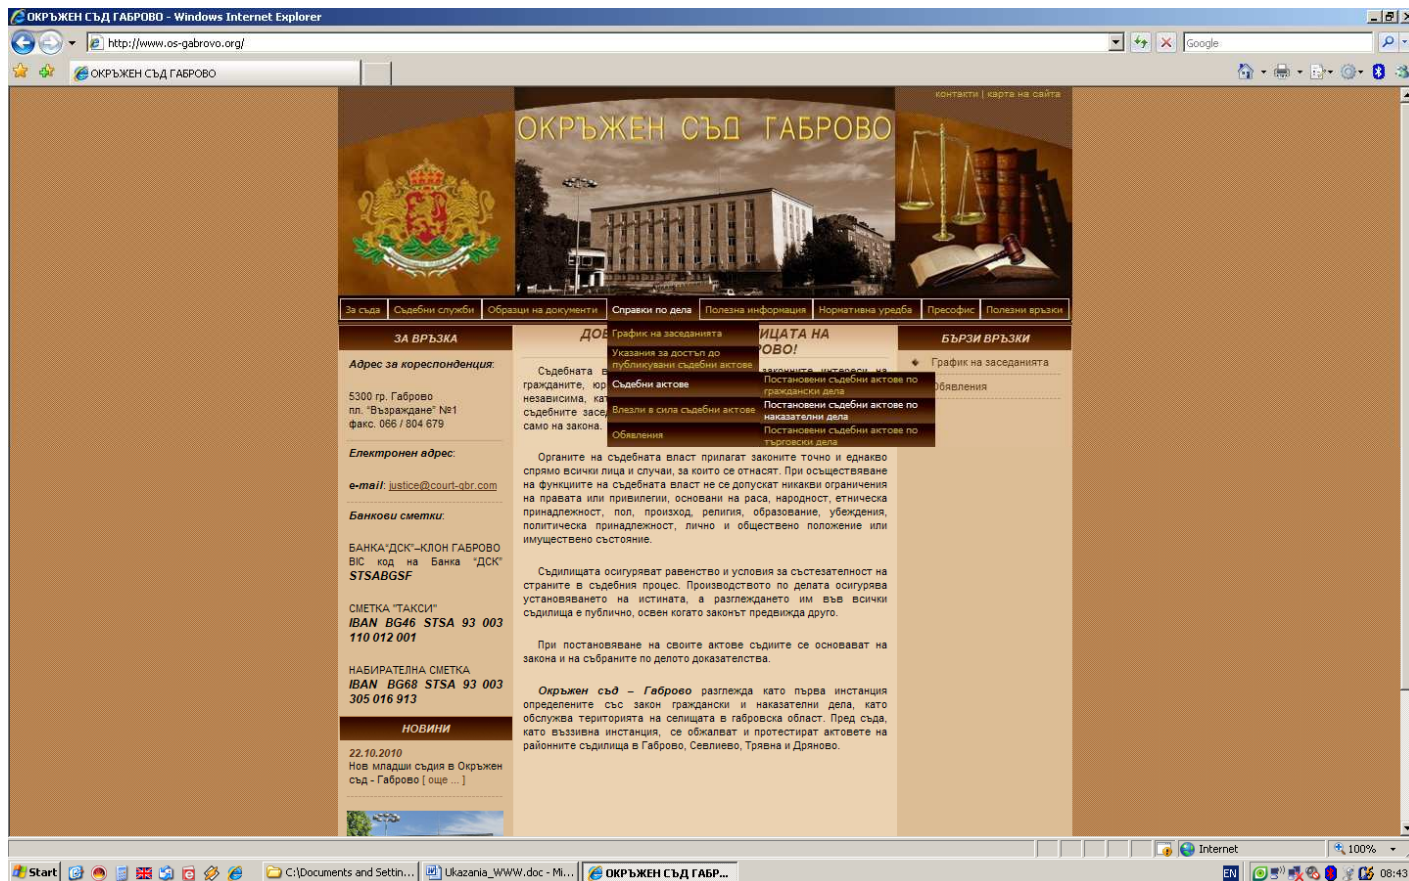 ОКРЪЖЕН СЪД ГАБРОВО - Windows Internet Explorer
http://www.os-gabrovo.org/
Google
ОКРЪЖЕН СЪД ГАБРОВО
контакти | карта на сайта
ОКРЪЖЕН СЪД ГАБРОВО
За съда
Съдебни служби
Образци на документи
Справки по дела
Полезна информация
Нормативна уредба
Пресофис
Полезни връзки
График на заседанията
Указания за достъп до
публикувани съдебни актове
Съдебни актове
Влезли в сила съдебни актове
Обявления
Постановени съдебни актове по
граждански дела
Постановени съдебни актове по
наказателни дела
Постановени съдебни актове по
търговски дела
ЗА ВРЪЗКА
Адрес за кореспонденция:
5300 гр. Габрово
пл. "Възраждане" №1
факс. 066 / 804 679
Електронен адрес:
e-mail: justice@court-gbr.com
Банкови сметки:
БАНКА"ДСК"–КЛОН ГАБРОВО
BIC код на Банка "ДСК"
STSABGSF
СМЕТКА "ТАКСИ"
IBAN BG46 STSA 93 003
110 012 001
НАБИРАТЕЛНА СМЕТКА
IBAN BG68 STSA 93 003
305 016 913
НОВИНИ
22.10.2010
Нов младши съдия в Окръжен
съд - Габрово [ още ... ]
НА
Съдебната
законните интереси на
гражданите,
независима,
съдебните
само на закона.
Органите на съдебната власт прилагат законите точно и еднакво
спрямо всички лица и случаи, за които се отнасят. При осъществяване
на функциите на съдебната власт не се допускат никакви ограничения
на правата или привилегии, основани на раса, народност, етническа
принадлежност, пол, произход, религия, образование, убеждения,
политическа принадлежност, лично и обществено положение или
имуществено състояние.
Съдилищата осигуряват равенство и условия за състезателност на
страните в съдебния процес. Производството по делата осигурява
установяването на истината, а разглеждането им във всички
съдилища е публично, освен когато законът предвижда друго.
При постановяване на своите актове съдиите се основават на
закона и на събраните по делото доказателства.
Окръжен съд – Габрово разглежда като първа инстанция
определените със закон граждански и наказателни дела, като
обслужва територията на селищата в габровска област. Пред съда,
като въззивна инстанция, се обжалват и протестират актовете на
районните съдилища в Габрово, Севлиево, Трявна и Дряново.
БЪРЗИ ВРЪЗКИ
График на заседанията
Обявления
Internet
100%
Start
C:\Documents and Settin...
Ukazania_WWW.doc - Mi...
ОКРЪЖЕН СЪД ГАБР...
EN
08:43